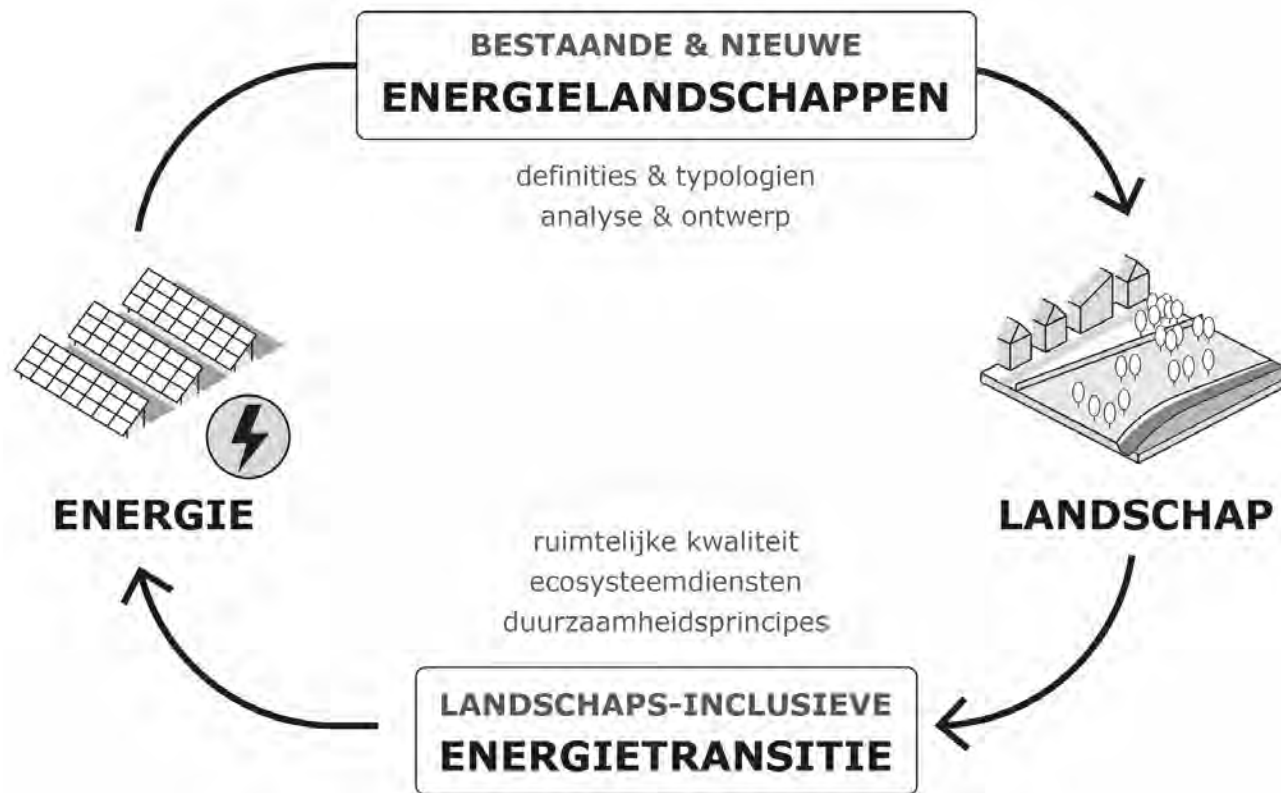 BESTAANDE & NIEUWE
ENERGIELANDSCHAPPEN
definities & typologien
analyse & ontwerp
ENERGIE
LANDSCHAP
ruimtelijke kwaliteit
ecosysteemdiensten
duurzaamheidsprincipes
LANDSCHAPS-INCLUSIEVE
ENERGIETRANSITIE